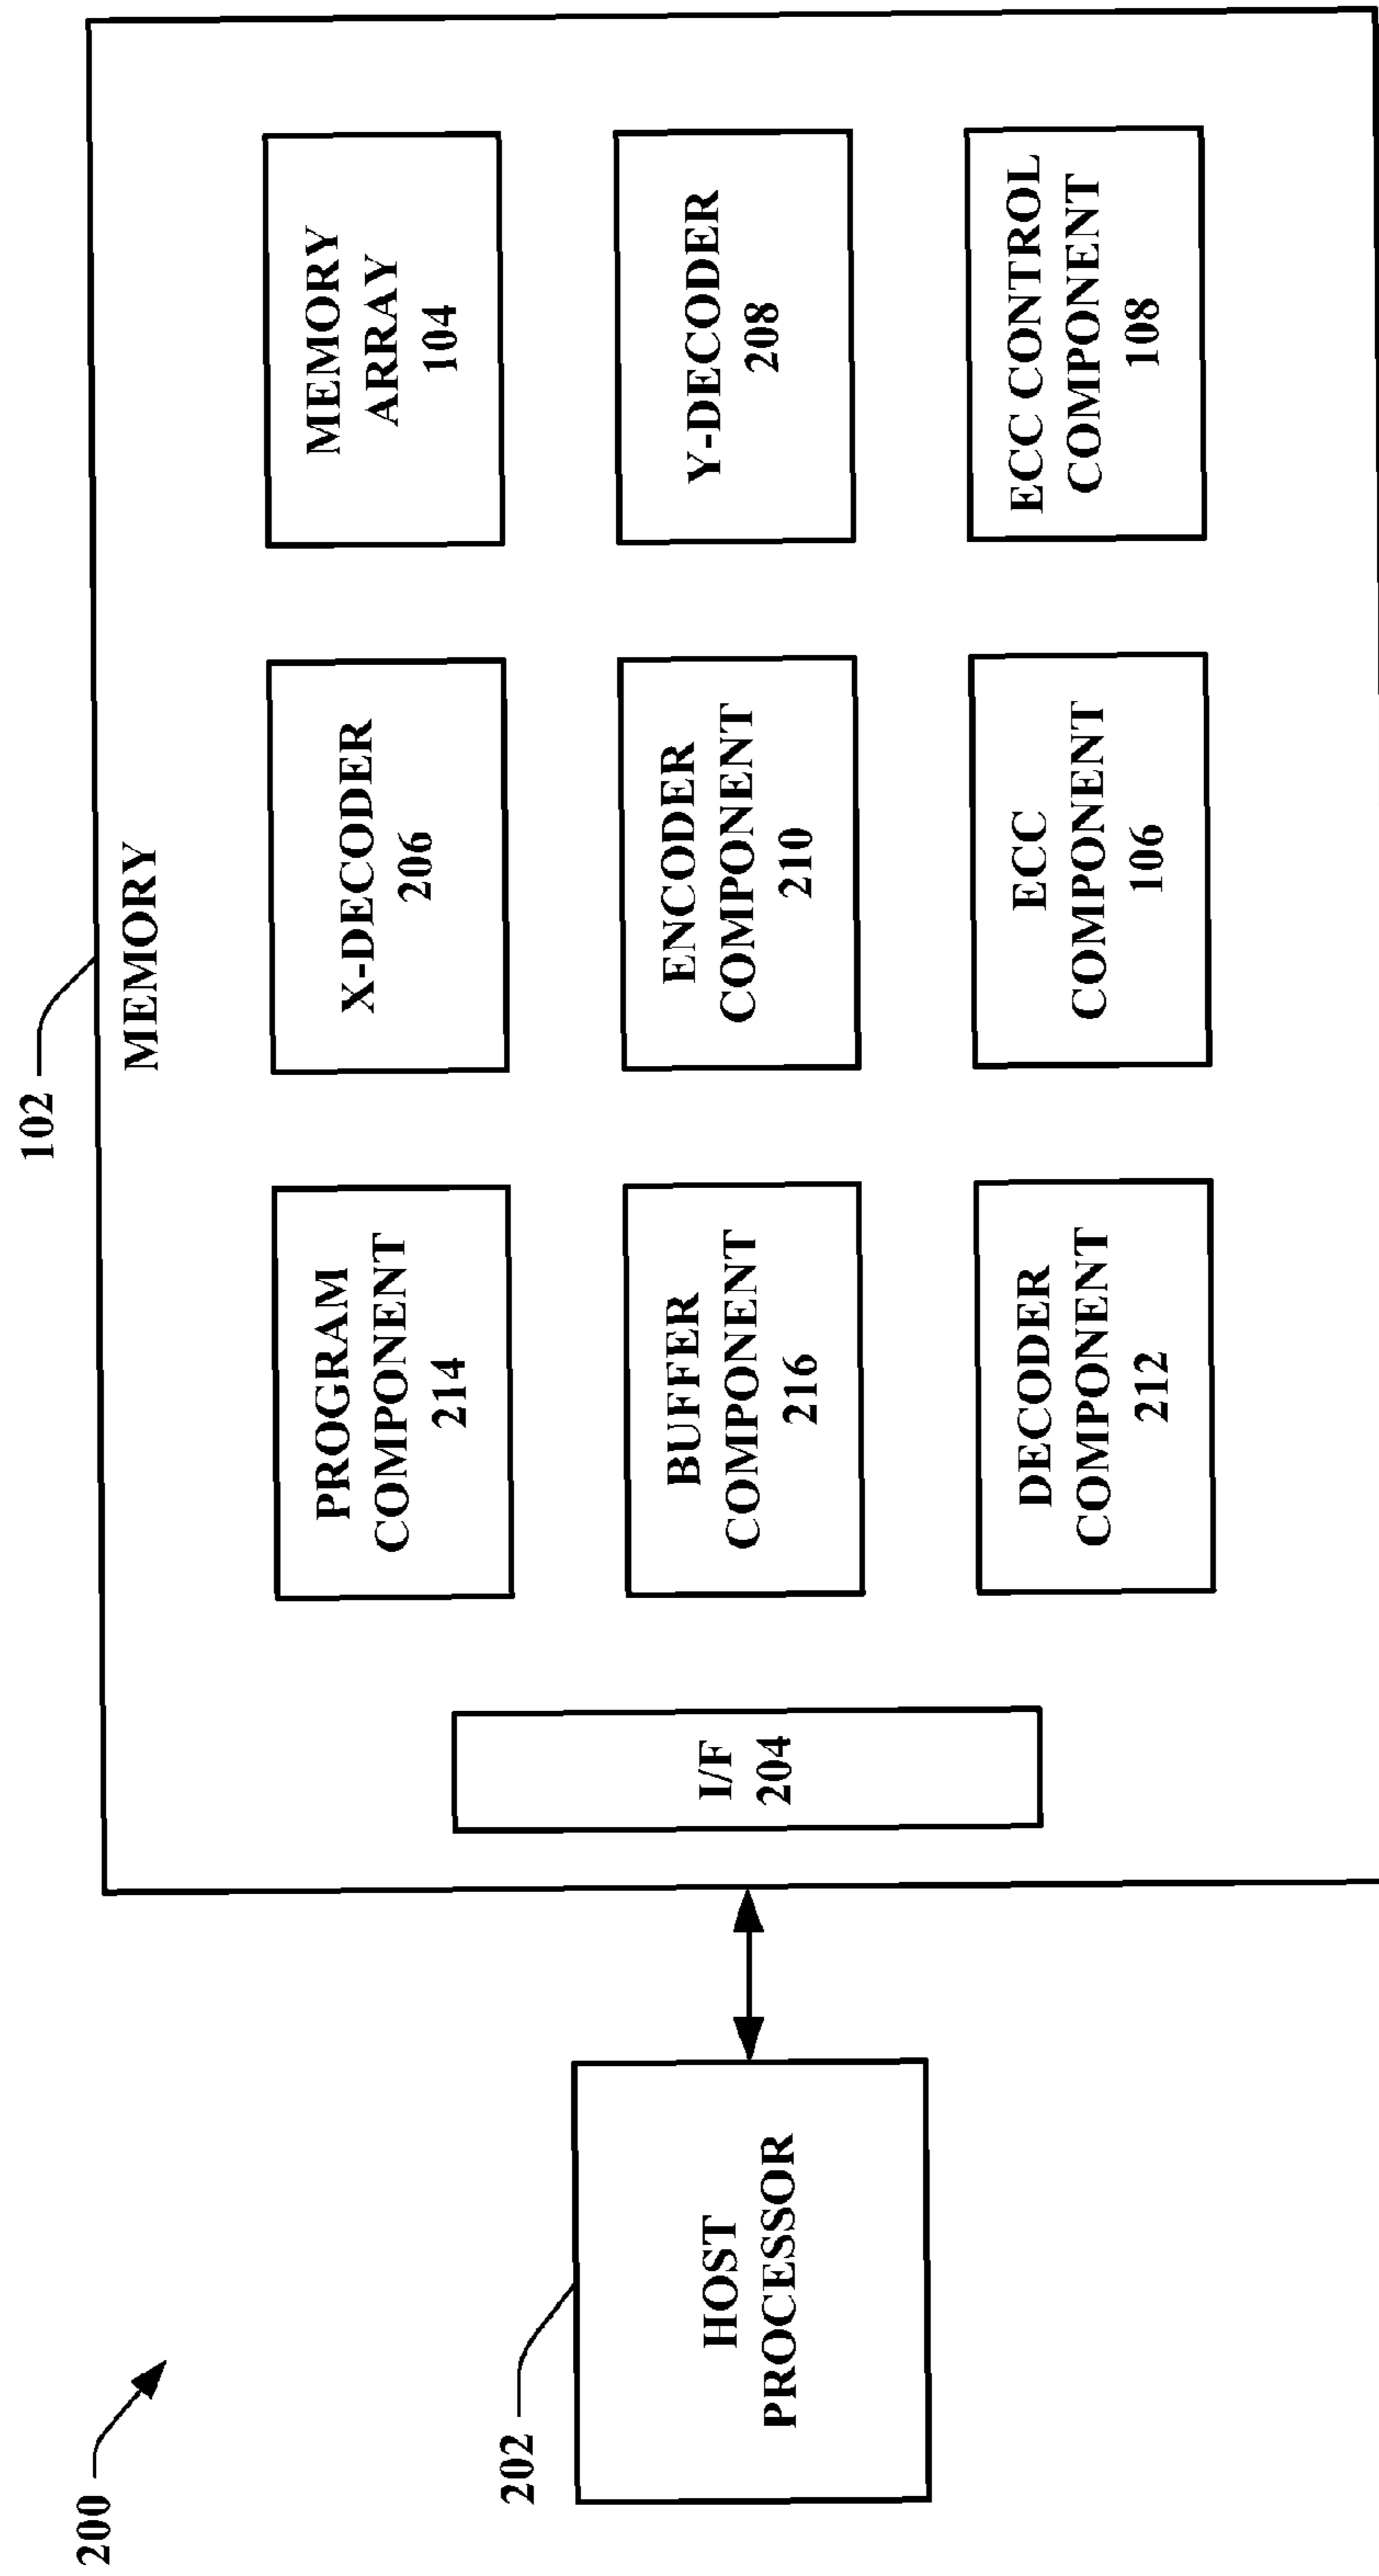 200
102
MEMORY
202
HOST
PROCESSOR
I/F
204
PROGRAM
COMPONENT
214
X-DECODER
206
MEMORY
ARRAY
104
BUFFER
COMPONENT
216
ENCODER
COMPONENT
210
Y-DECODER
208
DECODER
COMPONENT
212
ECC
COMPONENT
106
ECC CONTROL
COMPONENT
108